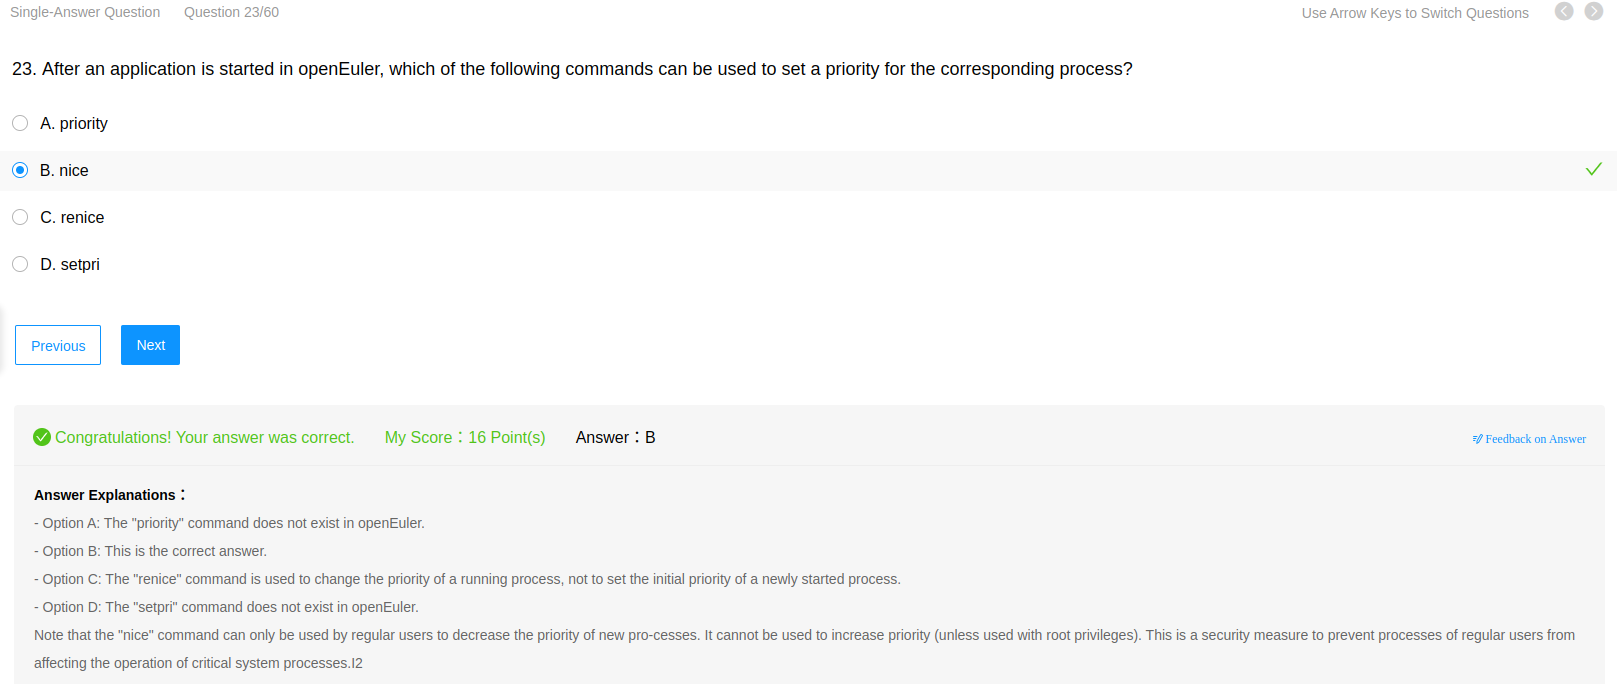 Single-Answer Question Question 23/60 Use Arrow Keys to Switch Questions
23. After an application is started in openEuler, which of the following commands can be used to set a priority for the corresponding process?
A. priority
B. nice
C. renice
D. setpri
Previous Next
Congratulations! Your answer was correct. My Score：16 Point(s) Answer：B Feedback on Answer
Answer Explanations：
- Option A: The "priority" command does not exist in openEuler.
- Option B: This is the correct answer.
- Option C: The "renice" command is used to change the priority of a running process, not to set the initial priority of a newly started process.
- Option D: The "setpri" command does not exist in openEuler.
Note that the "nice" command can only be used by regular users to decrease the priority of new pro-cesses. It cannot be used to increase priority (unless used with root privileges). This is a security measure to prevent processes of regular users from
affecting the operation of critical system processes.I2